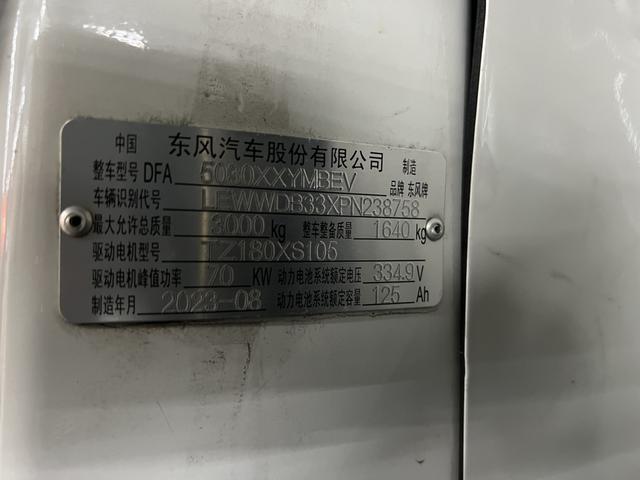 中国 东风汽车股份有限公司 制造
整车型号 DFA 5030XXYMBEV 品牌 东风牌
车辆识别代号 LEWWDB33XPN238758
最大允许总质量 3000 kg 整车整备质量 1640 kg
驱动电机型号 TZ180XS105
驱动电机峰值功率 70 KW 动力电池系统额定电压 334.9 V
制造年月 2023-08 动力电池系统额定容量 125 Ah